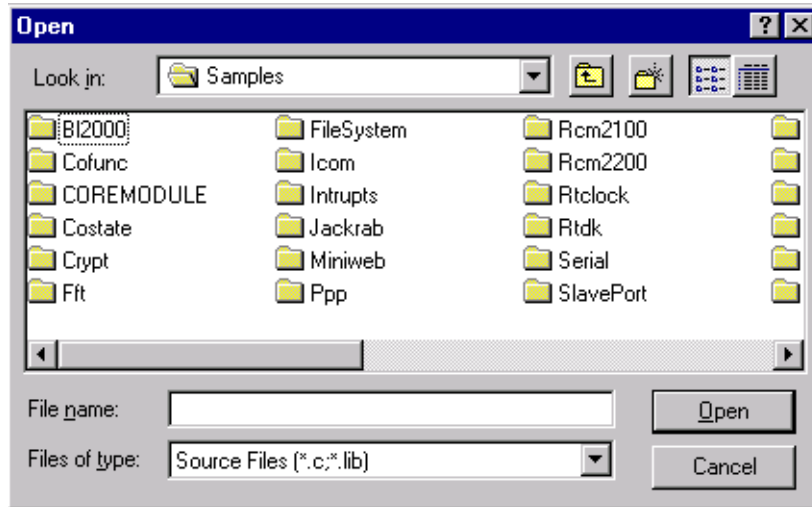 Open
Look in: Samples
Bl2000 FileSystem Rcm2100
Cofunc Icom Rcm2200
COREMODULE Intrupts Rtclock
Costate Jackrab Rtdk
Crypt Miniweb Serial
Fft Ppp SlavePort
File name: Open
Files of type: Source Files (*.c;*.lib) Cancel